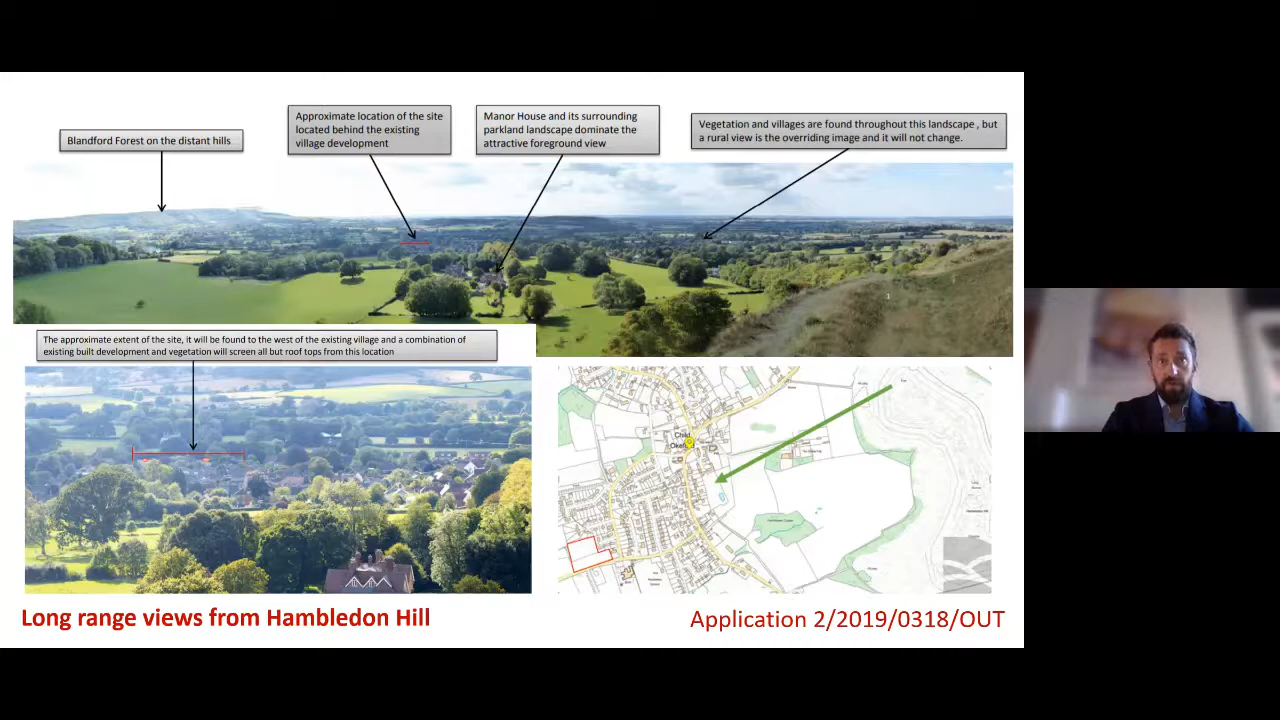 Blandford Forest on the distant hills
Approximate location of the site
located behind the existing
village development
Manor House and its surrounding
parkland landscape dominate the
attractive foreground view
Vegetation and villages are found throughout this landscape , but
a rural view is the overriding image and it will not change.
The approximate extent of the site, it will be found to the west of the existing village and a combination of
existing built development and vegetation will screen all but roof tops from this location
Child
Long range views from Hambledon Hill
Application 2/2019/0318/OUT